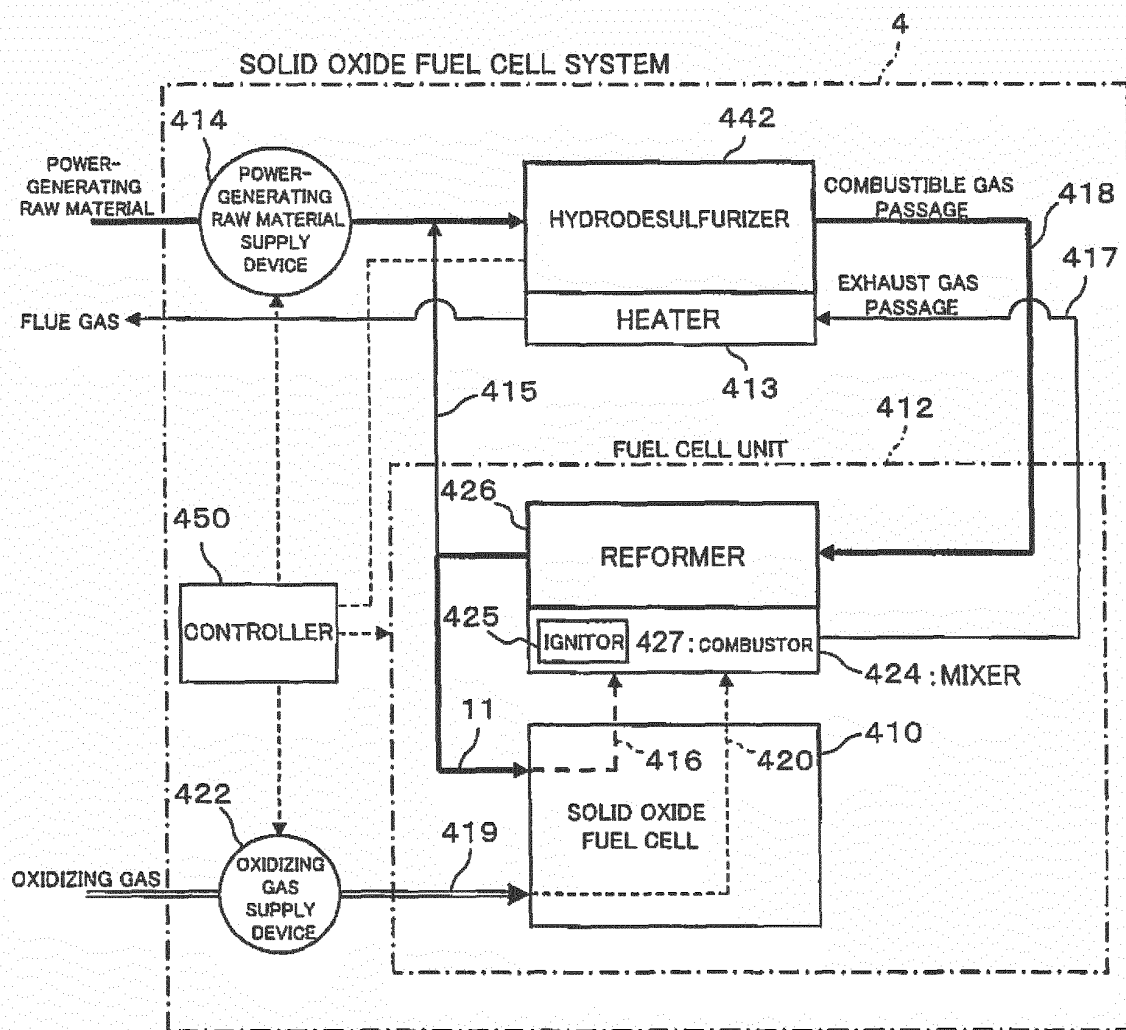 4
SOLID OXIDE FUEL CELL SYSTEM
414
442
POWER-
GENERATING
RAW MATERIAL
POWER-
GENERATING
RAW MATERIAL
SUPPLY
DEVICE
HYDRODESULFURIZER
COMBUSTIBLE GAS
PASSAGE
418
417
EXHAUST GAS
PASSAGE
FLUE GAS
HEATER
415
413
412
FUEL CELL UNIT
426
450
REFORMER
CONTROLLER
425
IGNITOR
427 : COMBUSTOR
424 : MIXER
11
416
420
410
422
SOLID OXIDE
FUEL CELL
419
OXIDIZING GAS
OXIDIZING
GAS
SUPPLY
DEVICE